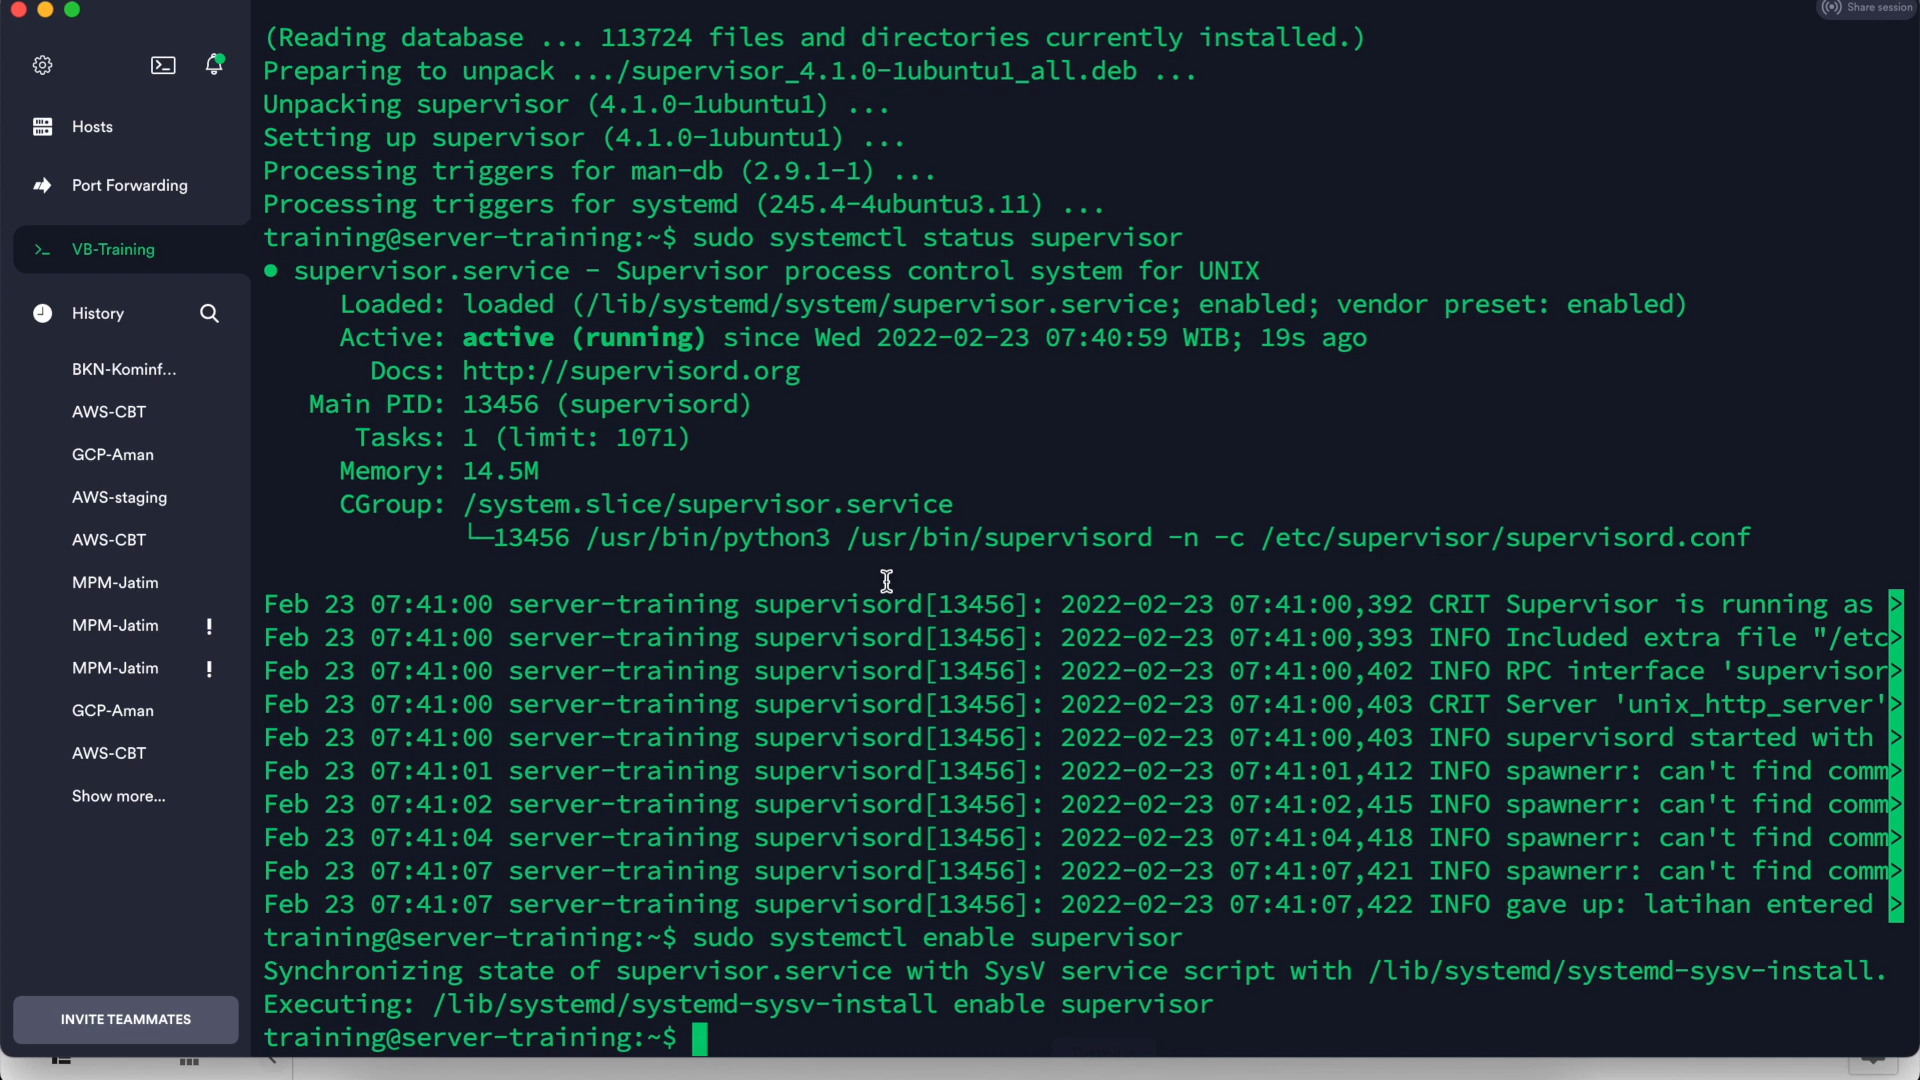 Share session
Hosts
Port Forwarding
VB-Training
History
BKN-Kominf...
AWS-CBT
GCP-Aman
AWS-staging
AWS-CBT
MPM-Jatim
MPM-Jatim !
MPM-Jatim !
GCP-Aman
AWS-CBT
Show more...
INVITE TEAMMATES
(Reading database ... 113724 files and directories currently installed.)
Preparing to unpack .../supervisor_4.1.0-1ubuntu1_all.deb ...
Unpacking supervisor (4.1.0-1ubuntu1) ...
Setting up supervisor (4.1.0-1ubuntu1) ...
Processing triggers for man-db (2.9.1-1) ...
Processing triggers for systemd (245.4-4ubuntu3.11) ...
training@server-training:~$ sudo systemctl status supervisor
● supervisor.service - Supervisor process control system for UNIX
Loaded: loaded (/lib/systemd/system/supervisor.service; enabled; vendor preset: enabled)
Active: active (running) since Wed 2022-02-23 07:40:59 WIB; 19s ago
Docs: http://supervisord.org
Main PID: 13456 (supervisord)
Tasks: 1 (limit: 1071)
Memory: 14.5M
CGroup: /system.slice/supervisor.service
└─13456 /usr/bin/python3 /usr/bin/supervisord -n -c /etc/supervisor/supervisord.conf
Feb 23 07:41:00 server-training supervisord[13456]: 2022-02-23 07:41:00,392 CRIT Supervisor is running as >
Feb 23 07:41:00 server-training supervisord[13456]: 2022-02-23 07:41:00,393 INFO Included extra file "/etc>
Feb 23 07:41:00 server-training supervisord[13456]: 2022-02-23 07:41:00,402 INFO RPC interface 'supervisor>
Feb 23 07:41:00 server-training supervisord[13456]: 2022-02-23 07:41:00,403 CRIT Server 'unix_http_server'>
Feb 23 07:41:00 server-training supervisord[13456]: 2022-02-23 07:41:00,403 INFO supervisord started with >
Feb 23 07:41:01 server-training supervisord[13456]: 2022-02-23 07:41:01,412 INFO spawnerr: can't find comm>
Feb 23 07:41:02 server-training supervisord[13456]: 2022-02-23 07:41:02,415 INFO spawnerr: can't find comm>
Feb 23 07:41:04 server-training supervisord[13456]: 2022-02-23 07:41:04,418 INFO spawnerr: can't find comm>
Feb 23 07:41:07 server-training supervisord[13456]: 2022-02-23 07:41:07,421 INFO spawnerr: can't find comm>
Feb 23 07:41:07 server-training supervisord[13456]: 2022-02-23 07:41:07,422 INFO gave up: latihan entered >
training@server-training:~$ sudo systemctl enable supervisor
Synchronizing state of supervisor.service with SysV service script with /lib/systemd/systemd-sysv-install.
Executing: /lib/systemd/systemd-sysv-install enable supervisor
training@server-training:~$